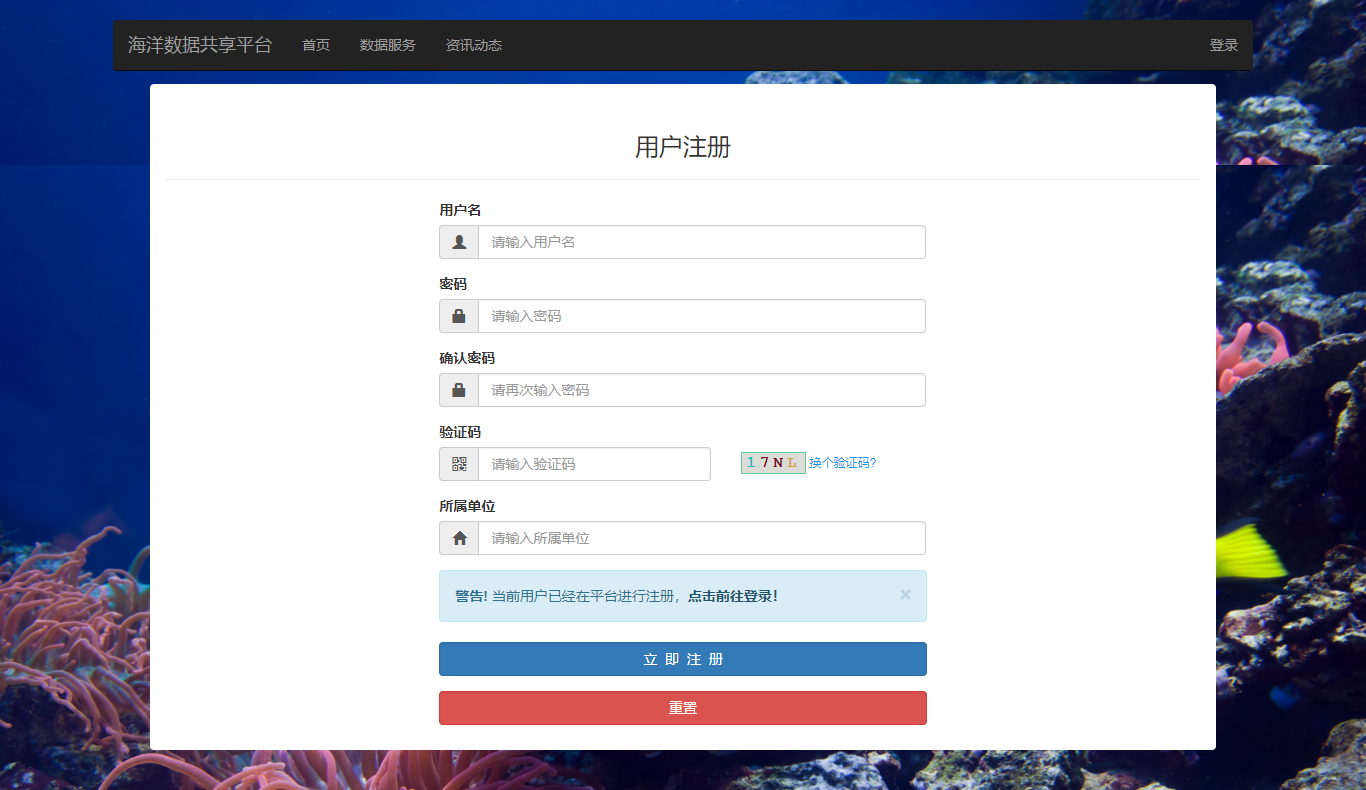 海洋数据共享平台 首页 数据服务 资讯动态 登录
用户注册
用户名
请输入用户名
密码
请输入密码
确认密码
请再次输入密码
验证码
请输入验证码 17NL 换个验证码?
所属单位
请输入所属单位
警告! 当前用户已经在平台进行注册，点击前往登录! ×
立 即 注 册
重置